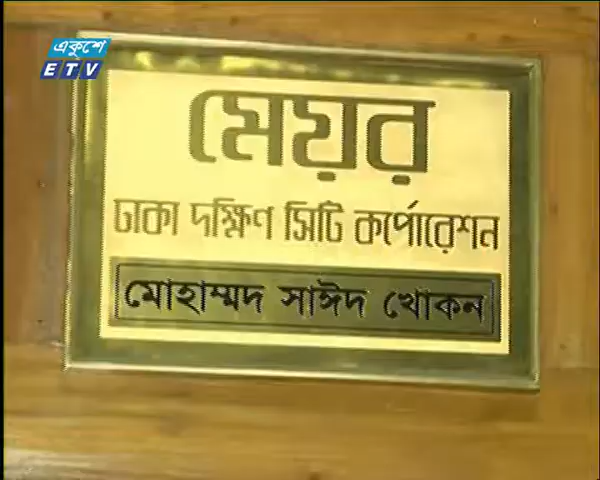 একুশে
ETV
মেয়র
ঢাকা দক্ষিণ সিটি কর্পোরেশন
মোহাম্মদ সাঈদ খোকন